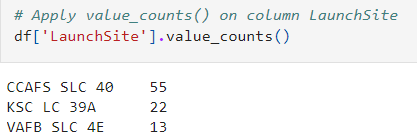 # Apply value_counts() on column LaunchSite
df['LaunchSite'].value_counts()
CCAFS SLC 40    55
KSC LC 39A      22
VAFB SLC 4E     13